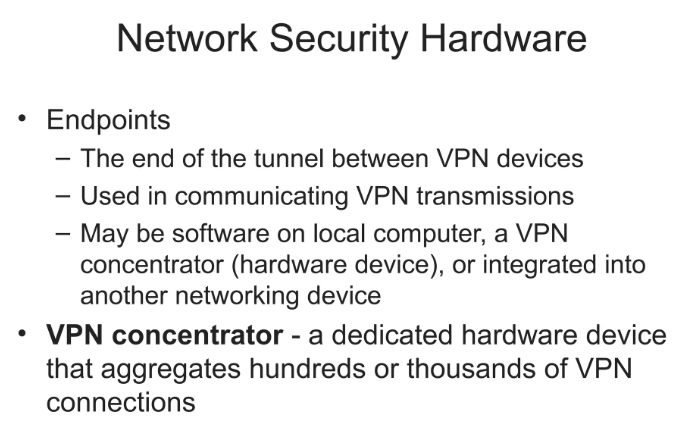 Network Security Hardware
• Endpoints
– The end of the tunnel between VPN devices
– Used in communicating VPN transmissions
– May be software on local computer, a VPN
concentrator (hardware device), or integrated into
another networking device
• VPN concentrator - a dedicated hardware device
that aggregates hundreds or thousands of VPN
connections